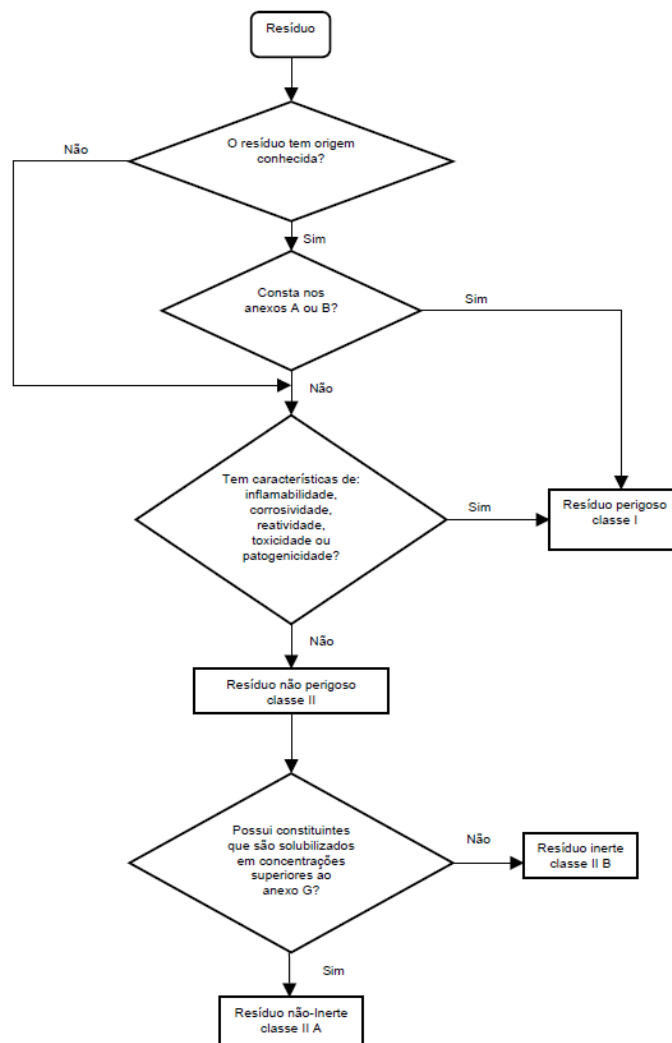 Resíduo
O resíduo tem origem
conhecida?
Não
Sim
Consta nos
anexos A ou B?
Sim
Não
Tem características de:
inflamabilidade,
corrosividade,
reatividade,
toxicidade ou
patogenicidade?
Sim
Resíduo perigoso
classe I
Não
Resíduo não perigoso
classe II
Possui constituintes
que são solubilizados
em concentrações
superiores ao
anexo G?
Não
Resíduo inerte
classe II B
Sim
Resíduo não-Inerte
classe II A